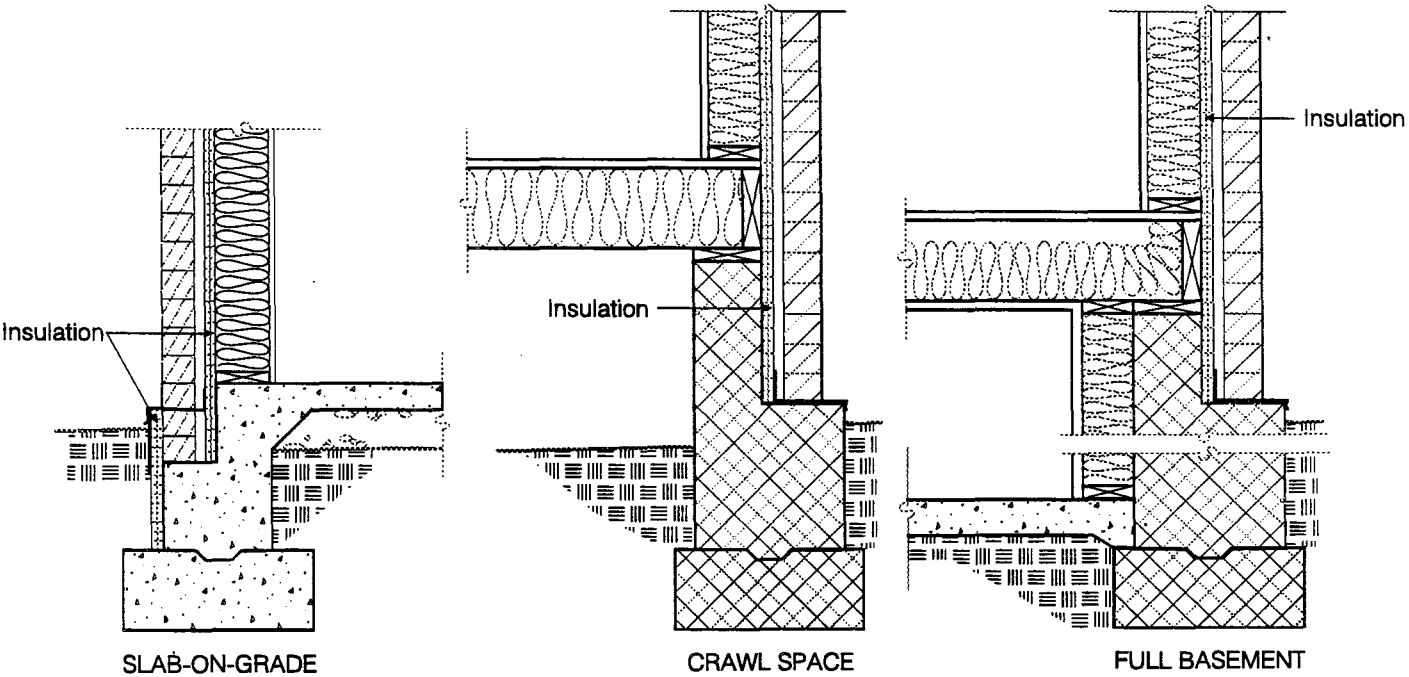 Insulation
Insulation
Insulation
SLAB-ON-GRADE
CRAWL SPACE
FULL BASEMENT